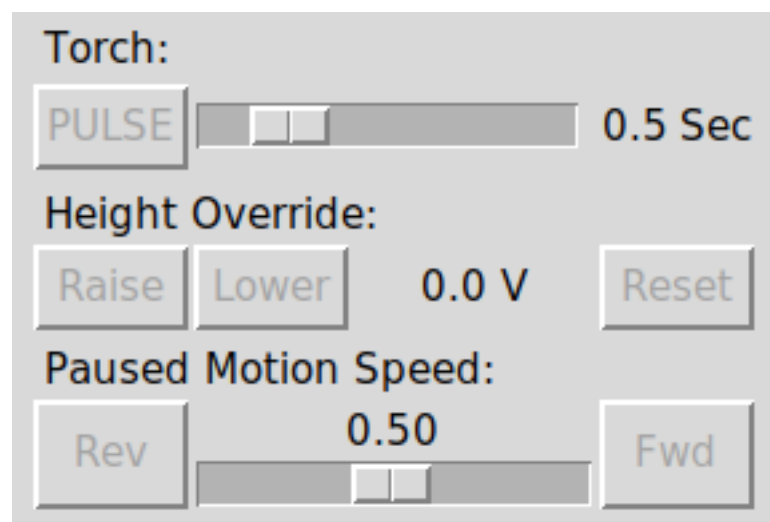 Torch:
PULSE 0.5 Sec
Height Override:
Raise Lower 0.0 V Reset
Paused Motion Speed:
0.50
Rev Fwd